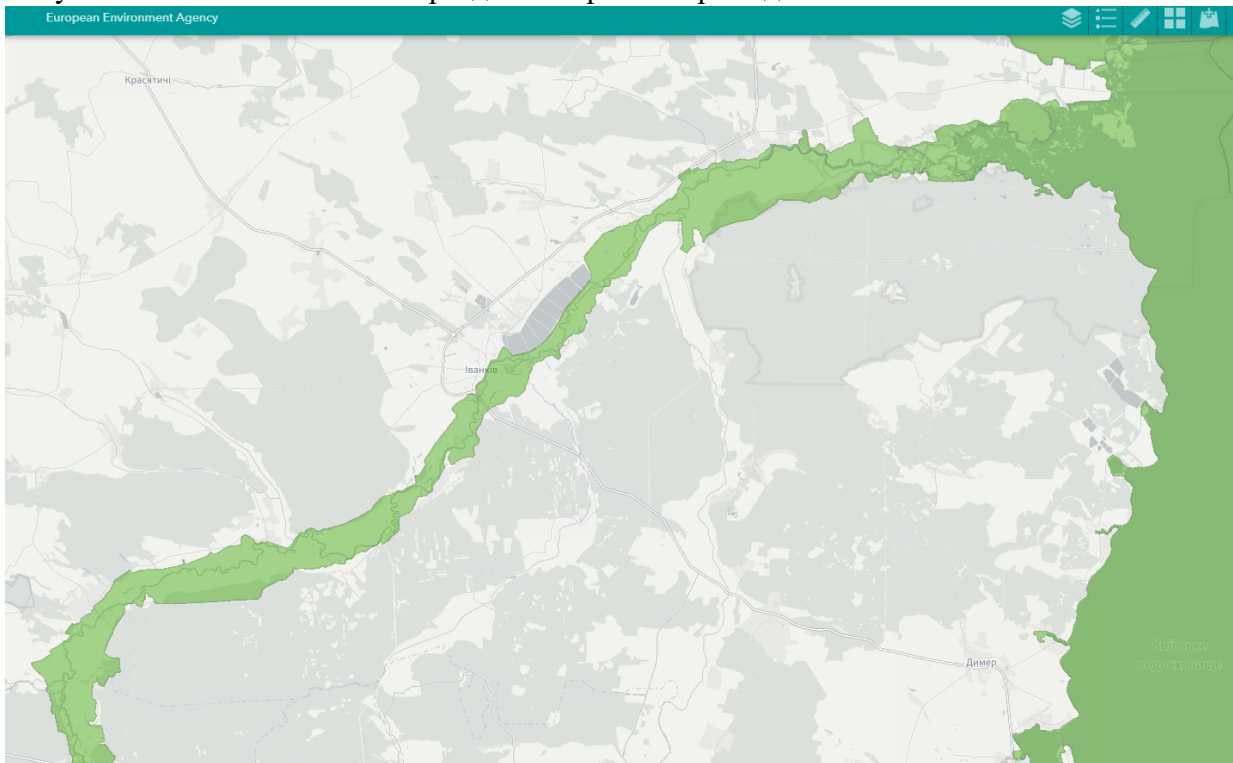 European Environment Agency
Красятичі
Іванків
Димер
Київське
водосховище